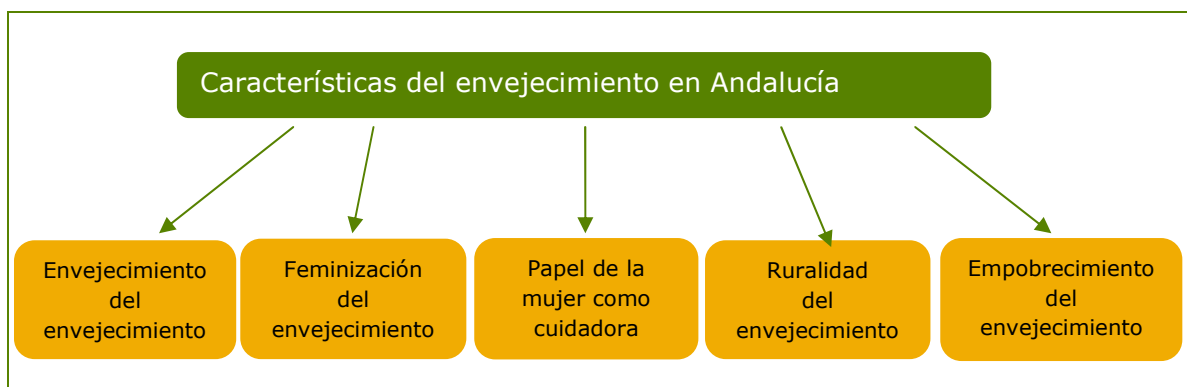 Características del envejecimiento en Andalucía
Envejecimiento
del
envejecimiento
Feminización
del
envejecimiento
Papel de la
mujer como
cuidadora
Ruralidad
del
envejecimiento
Empobrecimiento
del
envejecimiento